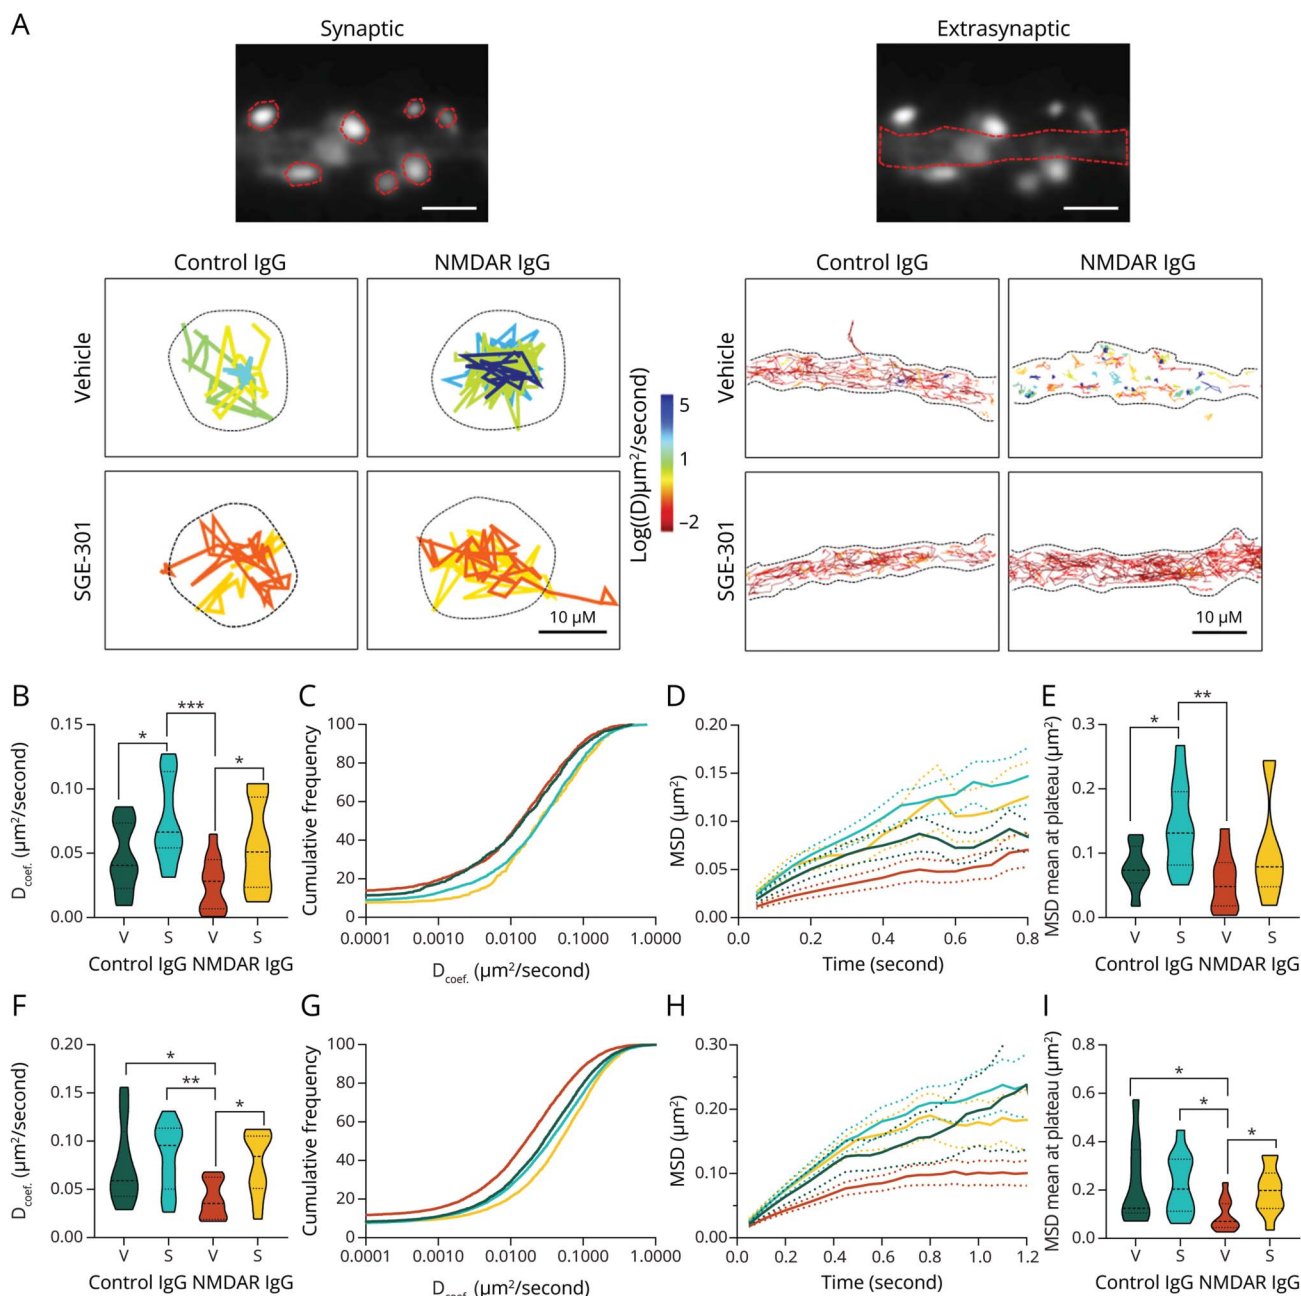 A
Synaptic
Extrasynaptic
Control IgG
NMDAR IgG
Control IgG
NMDAR IgG
Vehicle
Vehicle
Log((D)μm²/second)
5
1
–2
SGE-301
10 μM
SGE-301
10 μM
B
D coef. (μm²/second)
0.15
0.10
0.05
0.00
*
***
*
V S V S
Control IgG NMDAR IgG
C
Cumulative frequency
100
80
60
40
20
0
0.0001 0.0010 0.0100 0.1000 1.0000
D coef. (μm²/second)
D
MSD (μm²)
0.20
0.15
0.10
0.05
0.00
0.0 0.2 0.4 0.6 0.8
Time (second)
E
MSD mean at plateau (μm²)
0.3
0.2
0.1
0.0
*
**
V S V S
Control IgG NMDAR IgG
F
D coef. (μm²/second)
0.20
0.15
0.10
0.05
0.00
*
**
*
V S V S
Control IgG NMDAR IgG
G
Cumulative frequency
100
80
60
40
20
0
0.0001 0.0010 0.0100 0.1000 1.0000
D coef. (μm²/second)
H
MSD (μm²)
0.30
0.20
0.10
0.00
0.2 0.4 0.6 0.8 1.0 1.2
Time (second)
I
MSD mean at plateau (μm²)
0.8
0.6
0.4
0.2
0.0
*
*
*
V S V S
Control IgG NMDAR IgG